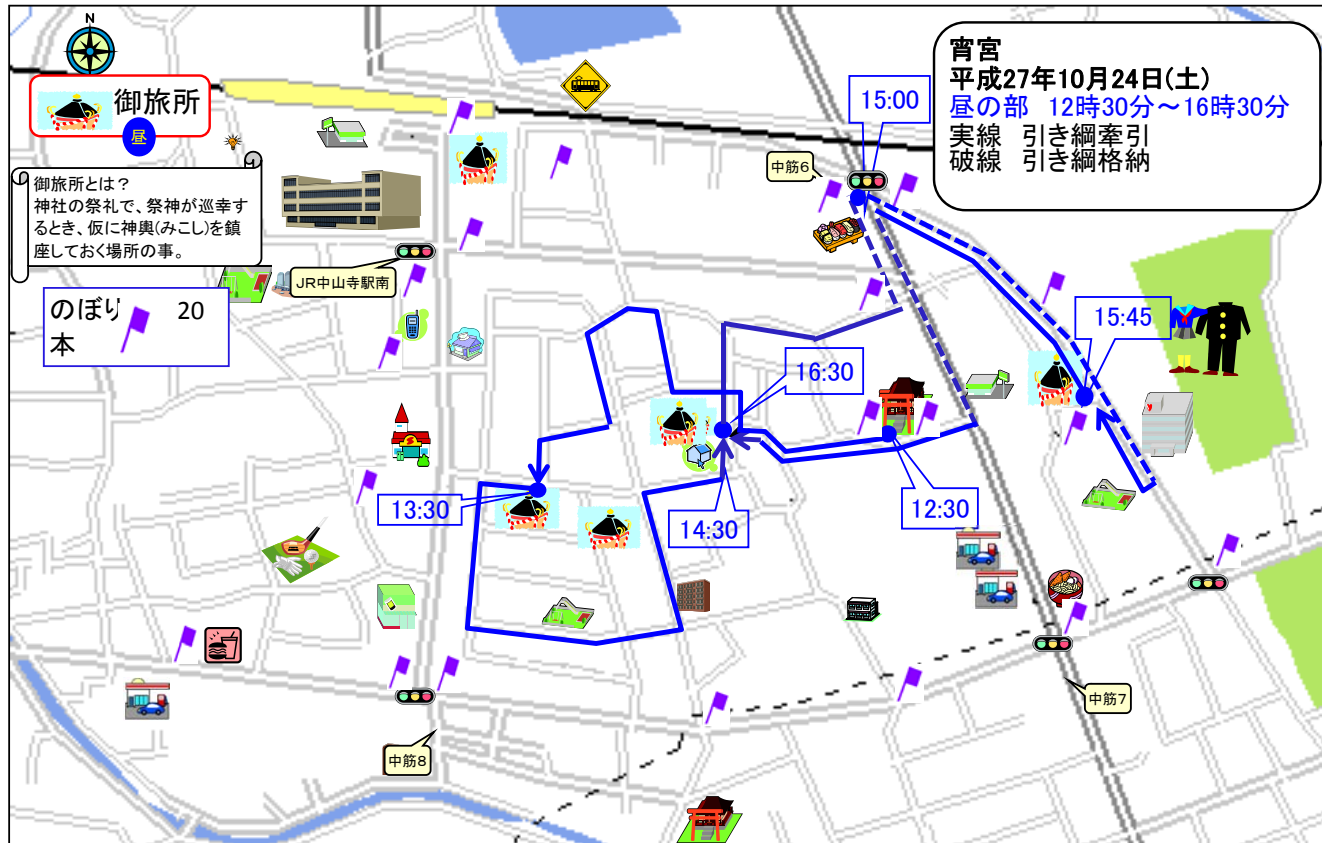 N
御旅所
昼
御旅所とは？
神社の祭礼で、祭神が巡幸す
るとき、仮に神輿(みこし)を鎮
座しておく場所の事。
のぼり 20
本
宵宮
平成27年10月24日(土)
昼の部 12時30分～16時30分
実線 引き綱牽引
破線 引き綱格納
15:00
中筋6
JR中山寺駅南
15:45
16:30
13:30
14:30
12:30
中筋7
中筋8